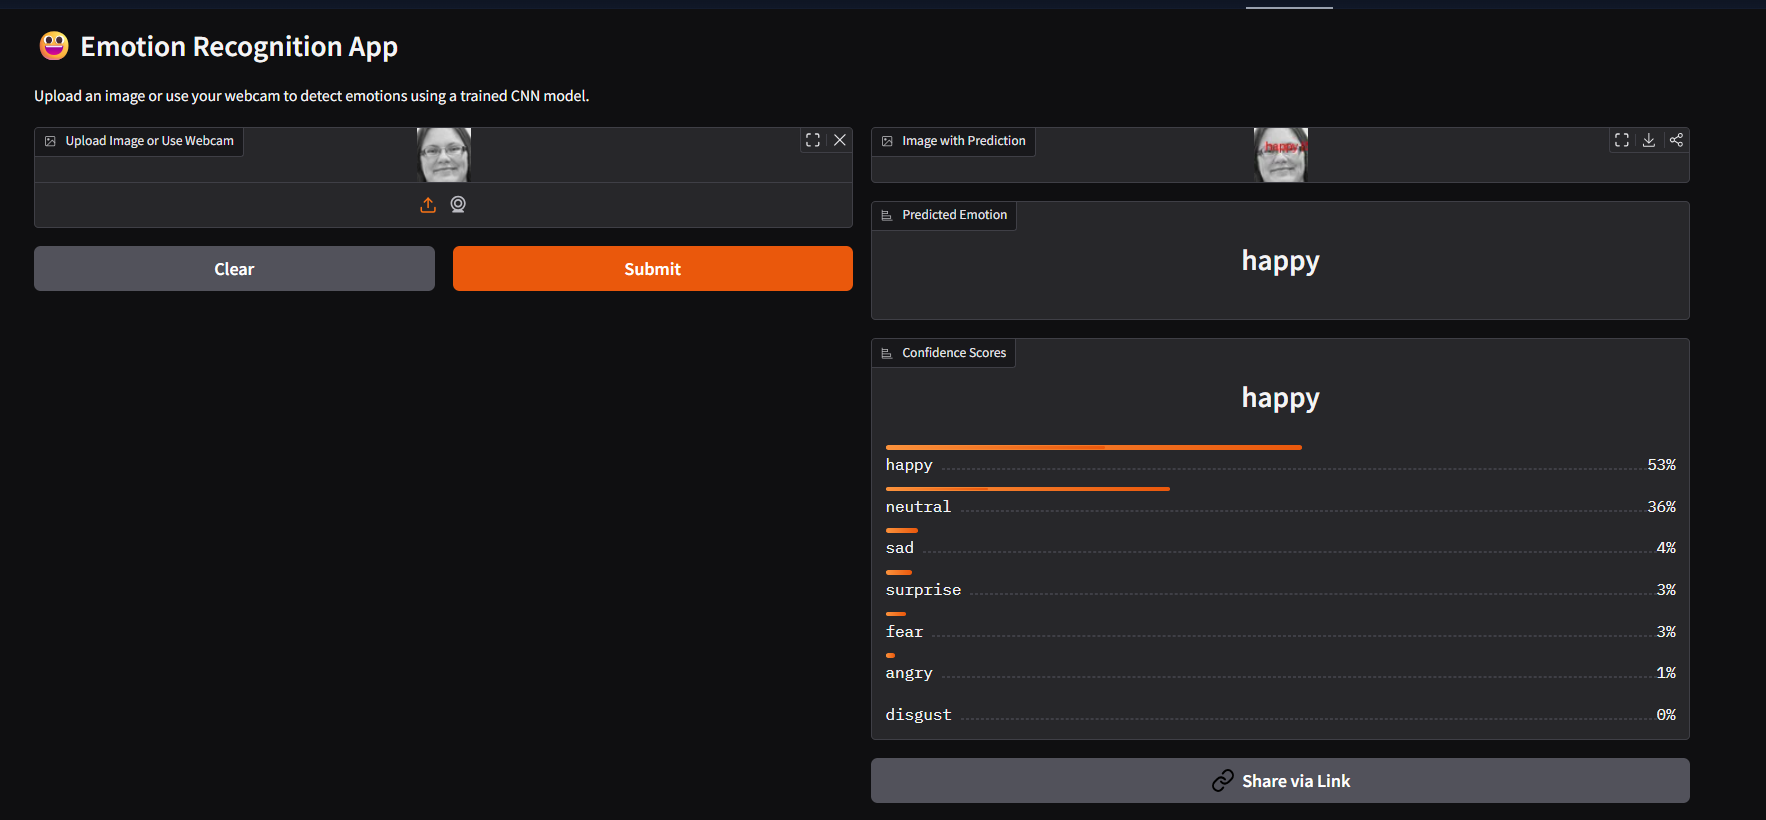 Emotion Recognition App
Upload an image or use your webcam to detect emotions using a trained CNN model.
Upload Image or Use Webcam
Clear
Submit
Image with Prediction
happy
Predicted Emotion
happy
Confidence Scores
happy
happy 53%
neutral 36%
sad 4%
surprise 3%
fear 3%
angry 1%
disgust 0%
Share via Link